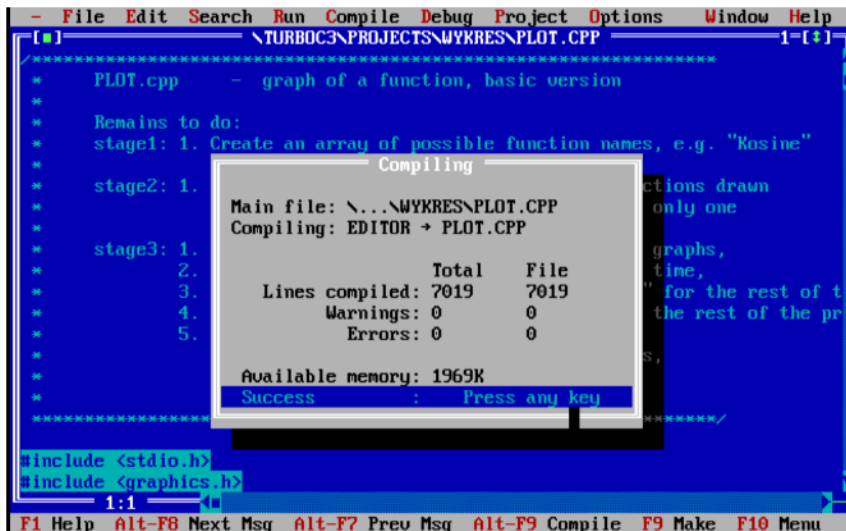 File Edit Search Run Compile Debug Project Options Window Help
\TURBOC3\PROJECTS\WYKRES\PLOT.CPP 1
/****************************************************************
* PLOT.cpp - graph of a function, basic version
*
* Remains to do:
* stage1: 1. Create an array of possible function names, e.g. "Kosine"
*
* stage2: 1. ctions drawn
* only one
*
* stage3: 1. graphs,
* 2. time,
* 3. " for the rest of t
* 4. the rest of the pr
* 5.
* s,
*
*
Compiling
Main file: \...\WYKRES\PLOT.CPP
Compiling: EDITOR → PLOT.CPP
Total File
Lines compiled: 7019 7019
Warnings: 0 0
Errors: 0 0
Available memory: 1969K
Success : Press any key
#include <stdio.h>
#include <graphics.h>
1:1
F1 Help Alt-F8 Next Msg Alt-F7 Prev Msg Alt-F9 Compile F9 Make F10 Menu